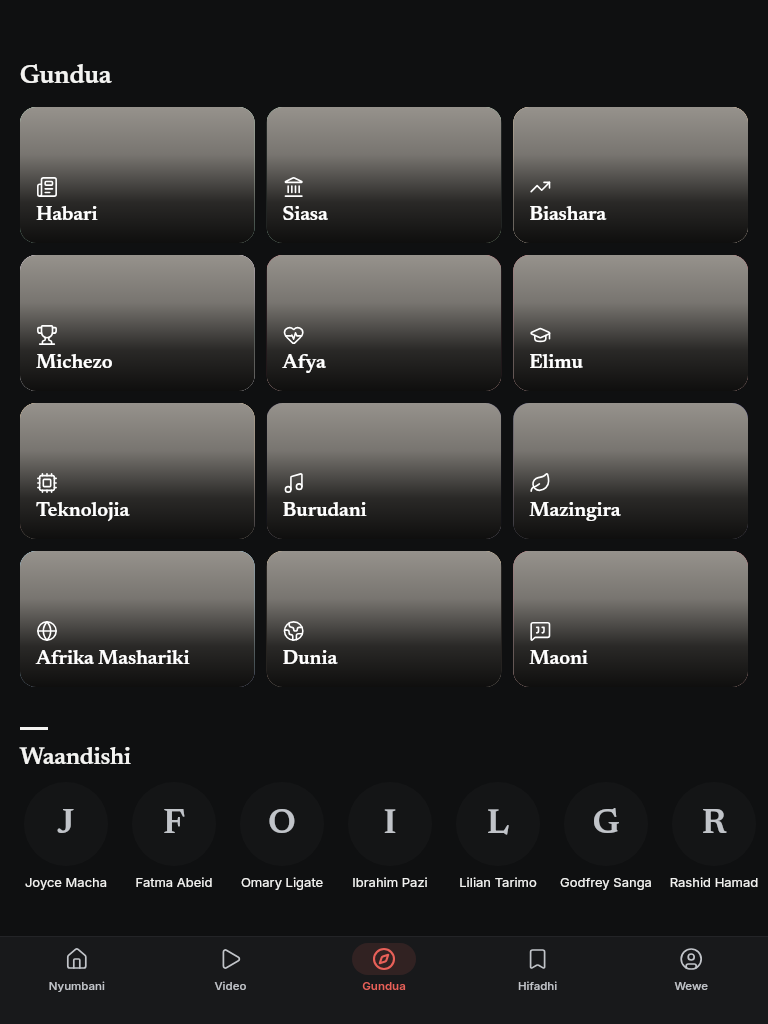 Gundua
Habari
Siasa
Biashara
Michezo
Afya
Elimu
Teknolojia
Burudani
Mazingira
Afrika Mashariki
Dunia
Maoni
Waandishi
J
F
O
I
L
G
R
Joyce Macha
Fatma Abeid
Omary Ligate
Ibrahim Pazi
Lilian Tarimo
Godfrey Sanga
Rashid Hamad
Nyumbani
Video
Gundua
Hifadhi
Wewe